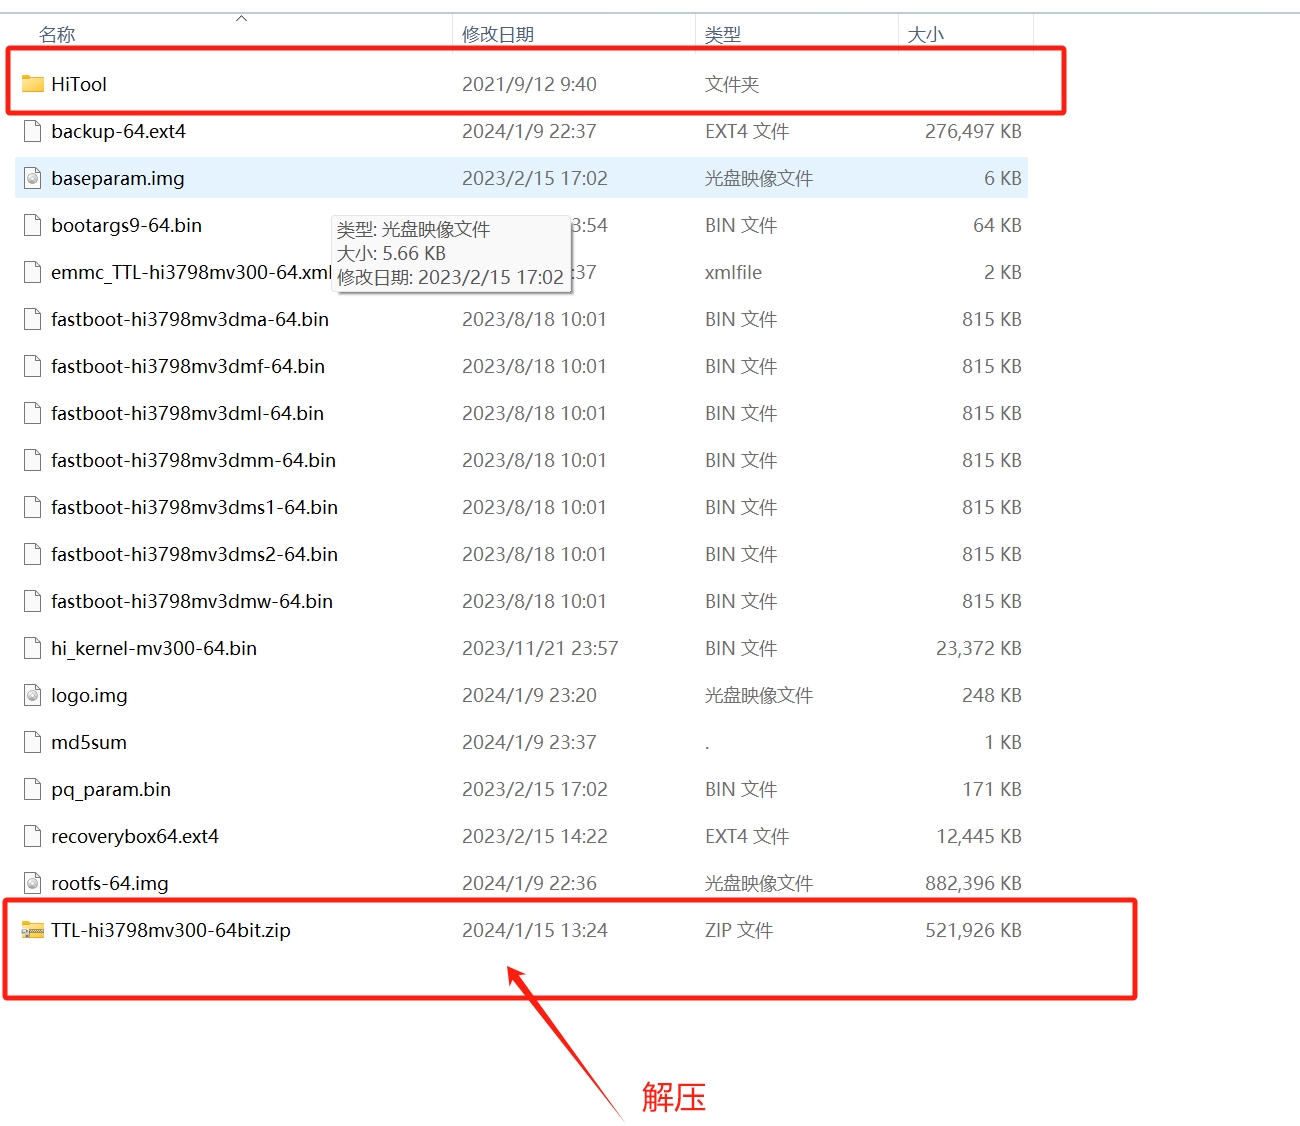 名称 修改日期 类型 大小
HiTool 2021/9/12 9:40 文件夹
backup-64.ext4 2024/1/9 22:37 EXT4 文件 276,497 KB
baseparam.img 2023/2/15 17:02 光盘映像文件 6 KB
bootargs9-64.bin 3:54 BIN 文件 64 KB
类型: 光盘映像文件
大小: 5.66 KB
修改日期: 2023/2/15 17:02
emmc_TTL-hi3798mv300-64.xml :37 xmlfile 2 KB
fastboot-hi3798mv3dma-64.bin 2023/8/18 10:01 BIN 文件 815 KB
fastboot-hi3798mv3dmf-64.bin 2023/8/18 10:01 BIN 文件 815 KB
fastboot-hi3798mv3dml-64.bin 2023/8/18 10:01 BIN 文件 815 KB
fastboot-hi3798mv3dmm-64.bin 2023/8/18 10:01 BIN 文件 815 KB
fastboot-hi3798mv3dms1-64.bin 2023/8/18 10:01 BIN 文件 815 KB
fastboot-hi3798mv3dms2-64.bin 2023/8/18 10:01 BIN 文件 815 KB
fastboot-hi3798mv3dmw-64.bin 2023/8/18 10:01 BIN 文件 815 KB
hi_kernel-mv300-64.bin 2023/11/21 23:57 BIN 文件 23,372 KB
logo.img 2024/1/9 23:20 光盘映像文件 248 KB
md5sum 2024/1/9 23:37 . 1 KB
pq_param.bin 2023/2/15 17:02 BIN 文件 171 KB
recoverybox64.ext4 2023/2/15 14:22 EXT4 文件 12,445 KB
rootfs-64.img 2024/1/9 22:36 光盘映像文件 882,396 KB
TTL-hi3798mv300-64bit.zip 2024/1/15 13:24 ZIP 文件 521,926 KB
解压